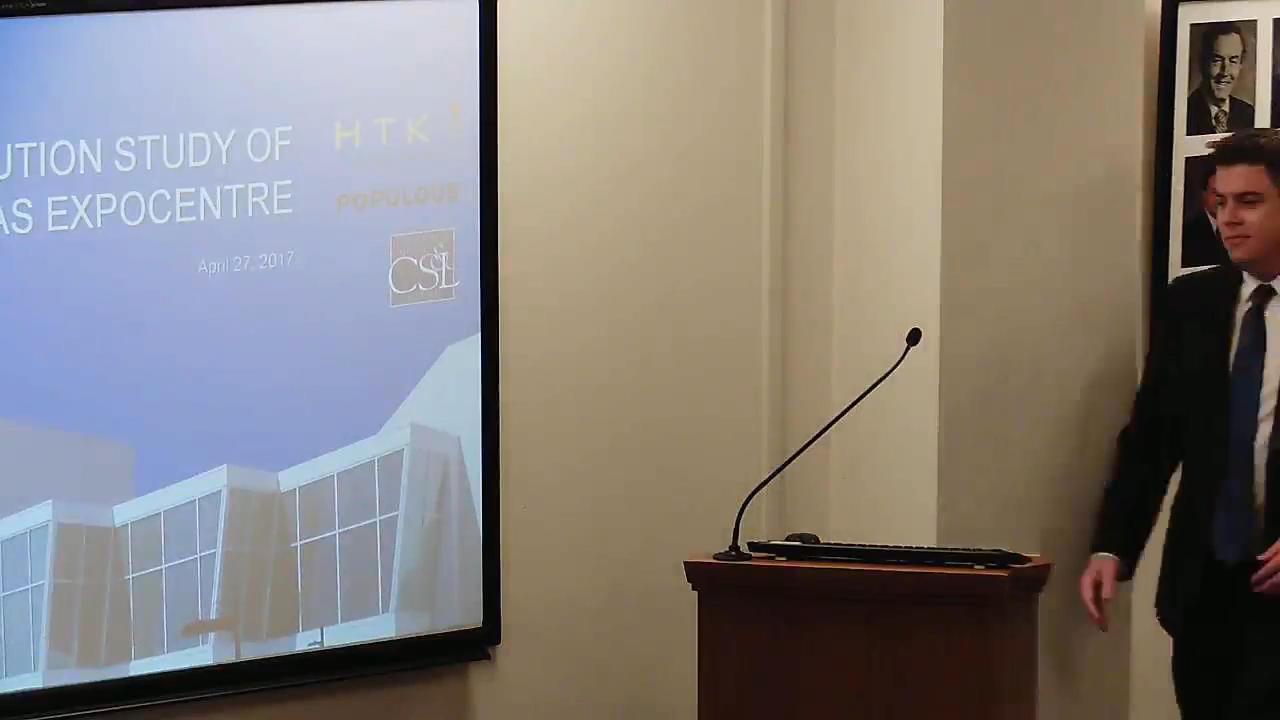 UTION STUDY OF
AS EXPOCENTRE
April 27, 2017
HTK
POPULOUS
CSL